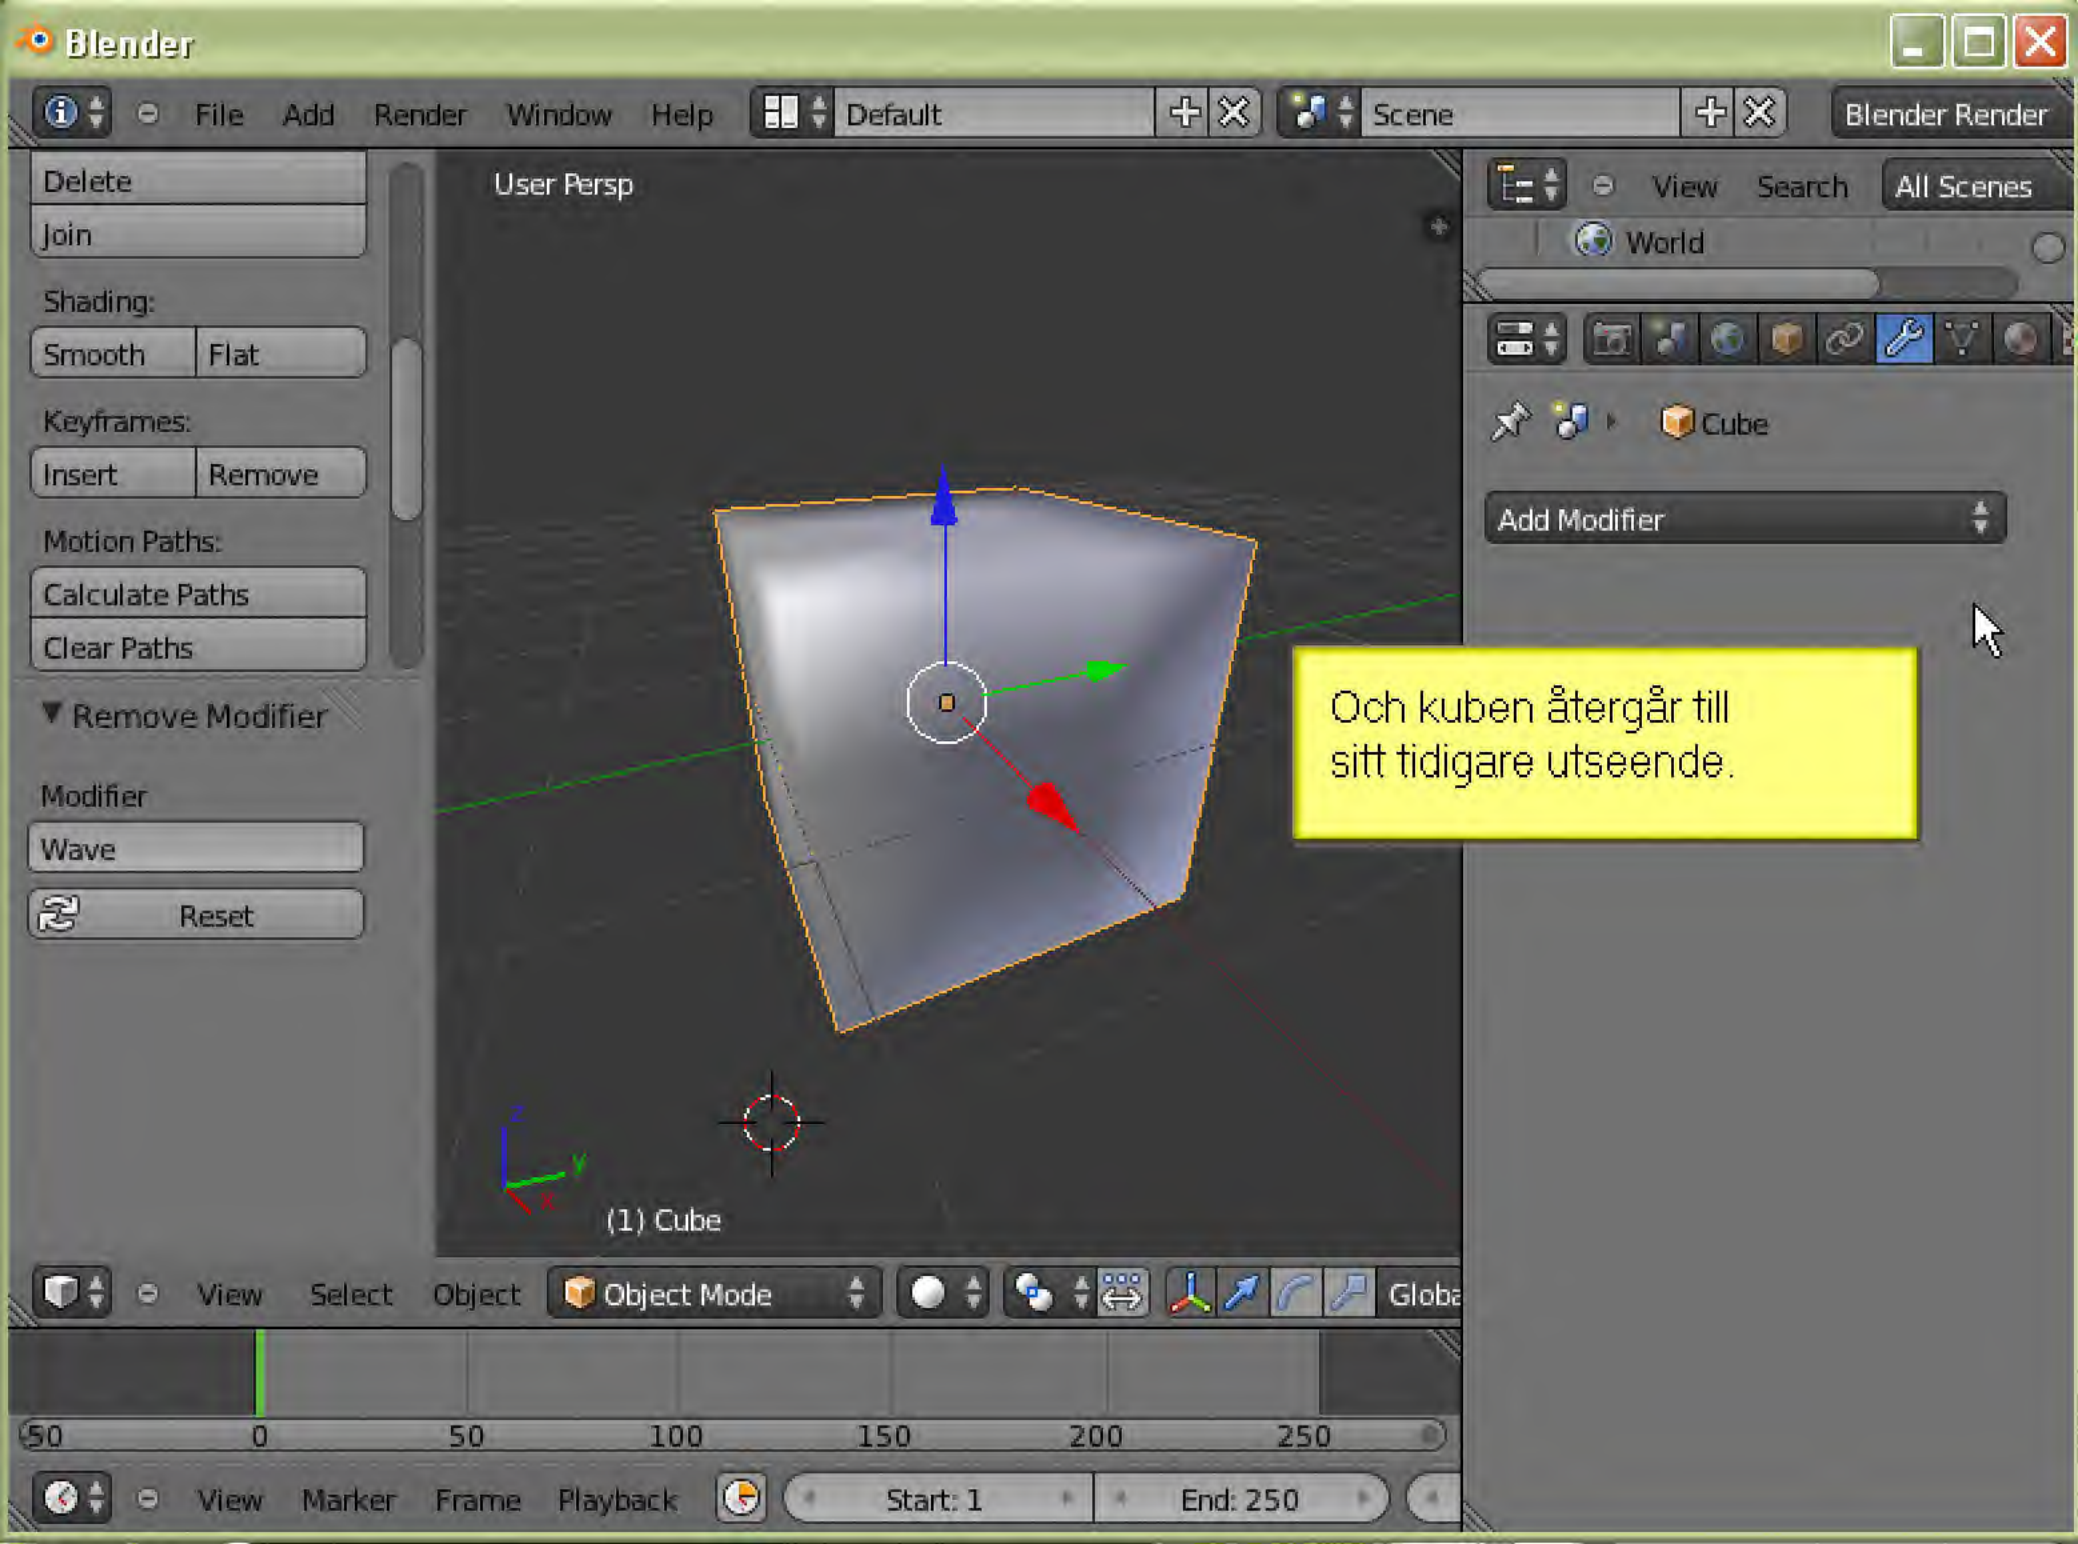 Blender
File Add Render Window Help Default Scene Blender Render
Delete
Join
Shading:
Smooth Flat
Keyframes:
Insert Remove
Motion Paths:
Calculate Paths
Clear Paths
Remove Modifier
Modifier
Wave
Reset
User Persp
z
y
x
(1) Cube
View Search All Scenes
World
Cube
Add Modifier
Och kuben återgår till
sitt tidigare utseende.
View Select Object Object Mode Globa
-50 0 50 100 150 200 250
View Marker Frame Playback Start: 1 End: 250